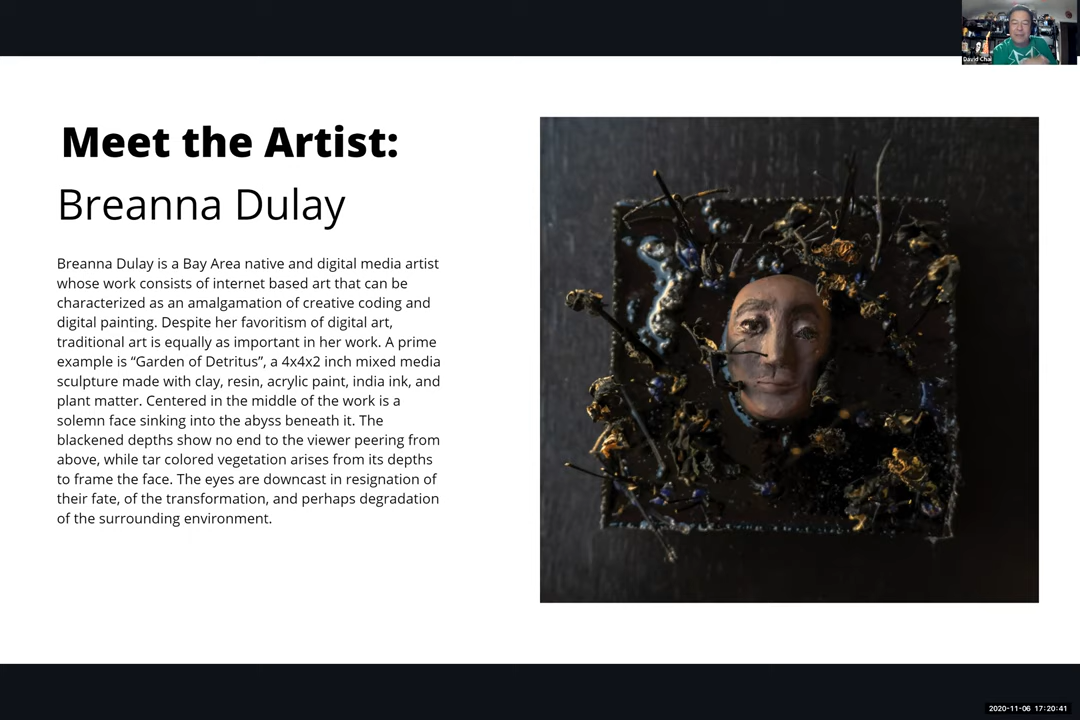 David Chai
Meet the Artist:
Breanna Dulay
Breanna Dulay is a Bay Area native and digital media artist
whose work consists of internet based art that can be
characterized as an amalgamation of creative coding and
digital painting. Despite her favoritism of digital art,
traditional art is equally as important in her work. A prime
example is “Garden of Detritus”, a 4x4x2 inch mixed media
sculpture made with clay, resin, acrylic paint, india ink, and
plant matter. Centered in the middle of the work is a
solemn face sinking into the abyss beneath it. The
blackened depths show no end to the viewer peering from
above, while tar colored vegetation arises from its depths
to frame the face. The eyes are downcast in resignation of
their fate, of the transformation, and perhaps degradation
of the surrounding environment.
2020-11-06 17:20:41